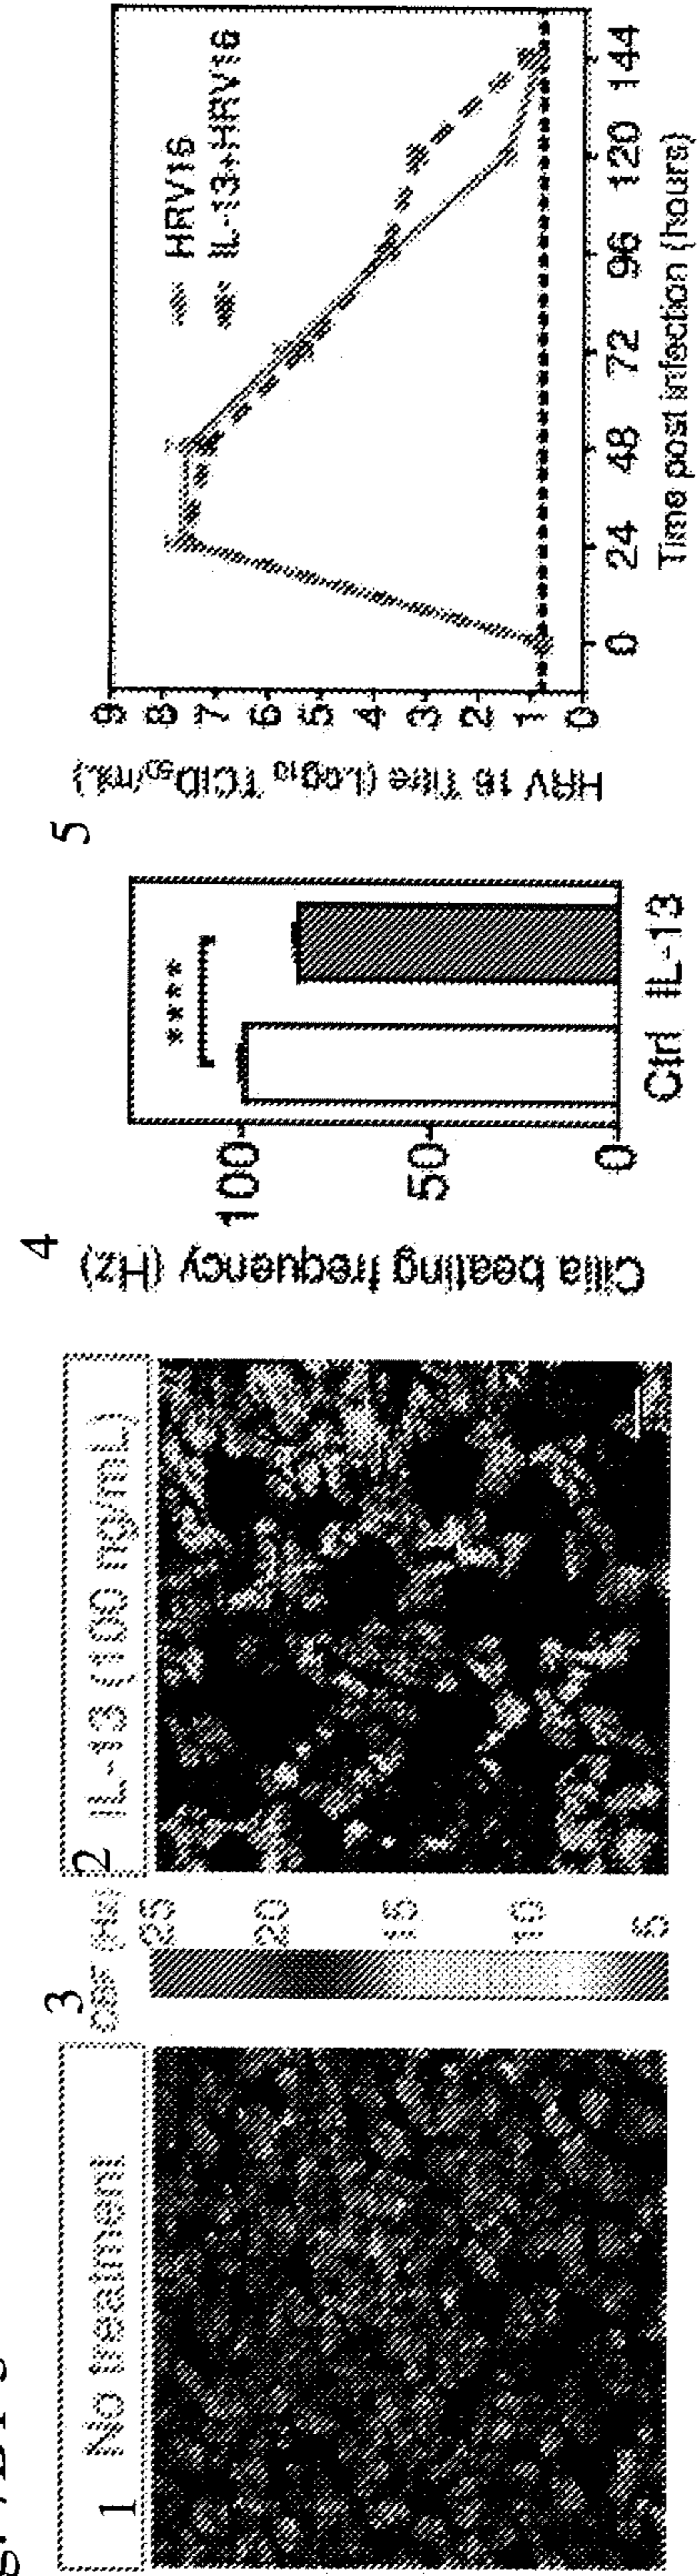 1 No treatment
3
CBF (Hz)
25
20
15
10
5
2 IL-13 (100 ng/mL)
4
Cilia beating frequency (Hz)
100
50
0
****
Ctrl IL-13
5
HRV 16 Titre (Log10 TCID50/mL)
9
8
7
6
5
4
3
2
1
0
HRV16
IL-13+HRV16
0 24 48 72 96 120 144
Time post infection (hours)